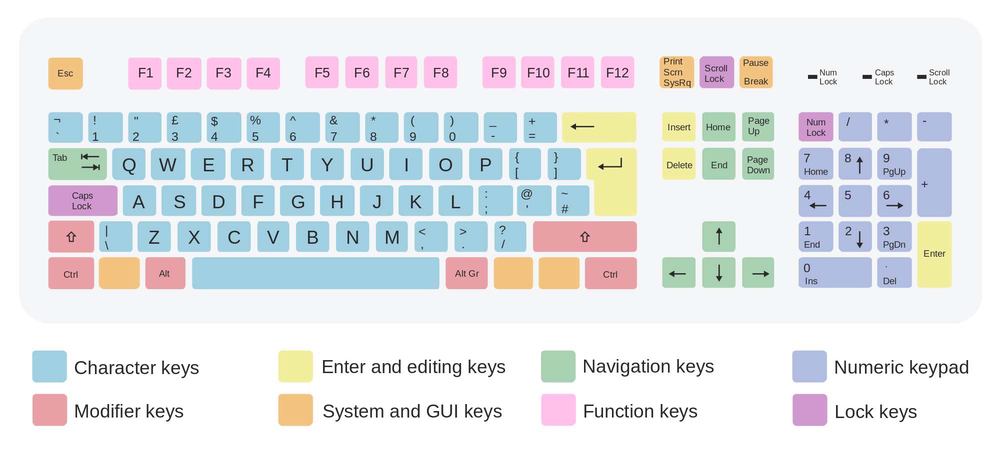 Esc F1 F2 F3 F4 F5 F6 F7 F8 F9 F10 F11 F12
Print
Scrn
SysRq
Scroll
Lock
Pause
Break
Num
Lock
Caps
Lock
Scroll
Lock
¬ ! " £ $ % ^ & * ( ) _ +
` 1 2 3 4 5 6 7 8 9 0 - =
Insert Home
Page
Up
Num
Lock
/ * -
Tab Q W E R T Y U I O P { }
[ ]
Delete End
Page
Down
7 8 9
Home PgUp
+
Caps
Lock
A S D F G H J K L : @ ~
; ' #
4 5 6
| Z X C V B N M < > ?
\ , . /
1 2 3
End PgDn
Enter
Ctrl Alt Alt Gr Ctrl
0 .
Ins Del
Character keys
Enter and editing keys
Navigation keys
Numeric keypad
Modifier keys
System and GUI keys
Function keys
Lock keys